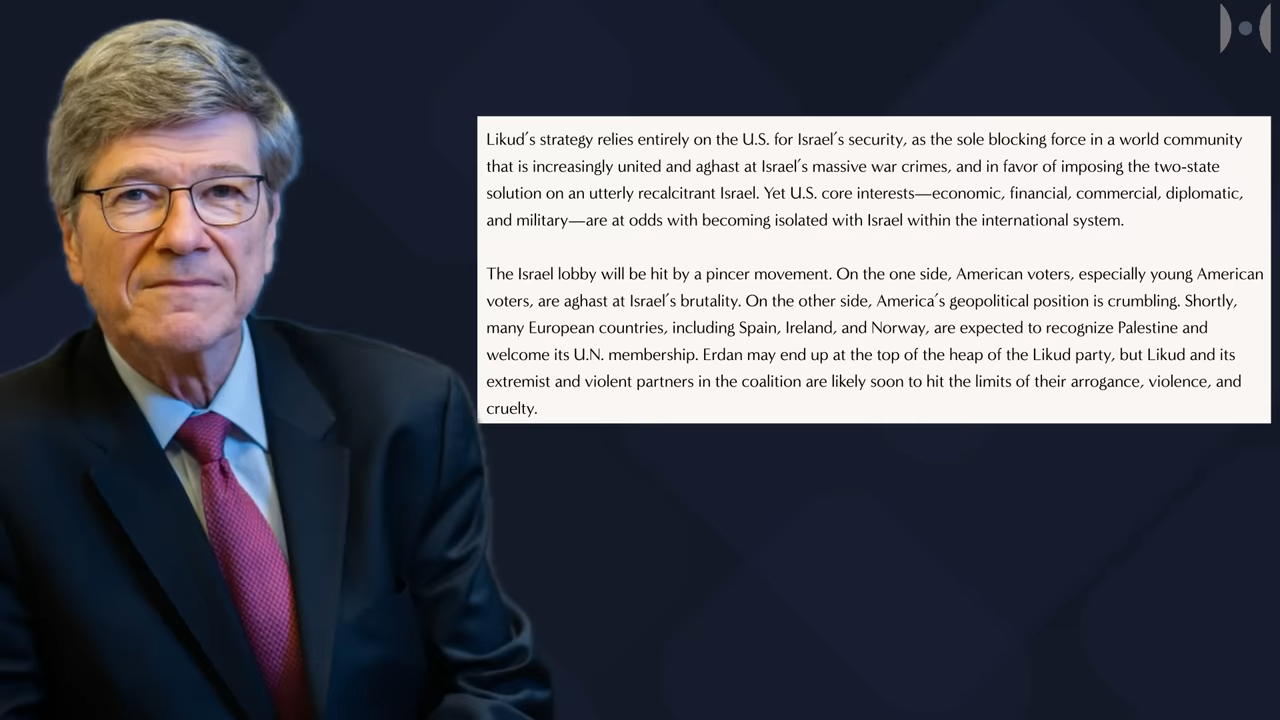 Likud´s strategy relies entirely on the U.S. for Israel´s security, as the sole blocking force in a world community
that is increasingly united and aghast at Israel´s massive war crimes, and in favor of imposing the two-state
solution on an utterly recalcitrant Israel. Yet U.S. core interests—economic, financial, commercial, diplomatic,
and military—are at odds with becoming isolated with Israel within the international system.
The Israel lobby will be hit by a pincer movement. On the one side, American voters, especially young American
voters, are aghast at Israel´s brutality. On the other side, America´s geopolitical position is crumbling. Shortly,
many European countries, including Spain, Ireland, and Norway, are expected to recognize Palestine and
welcome its U.N. membership. Erdan may end up at the top of the heap of the Likud party, but Likud and its
extremist and violent partners in the coalition are likely soon to hit the limits of their arrogance, violence, and
cruelty.